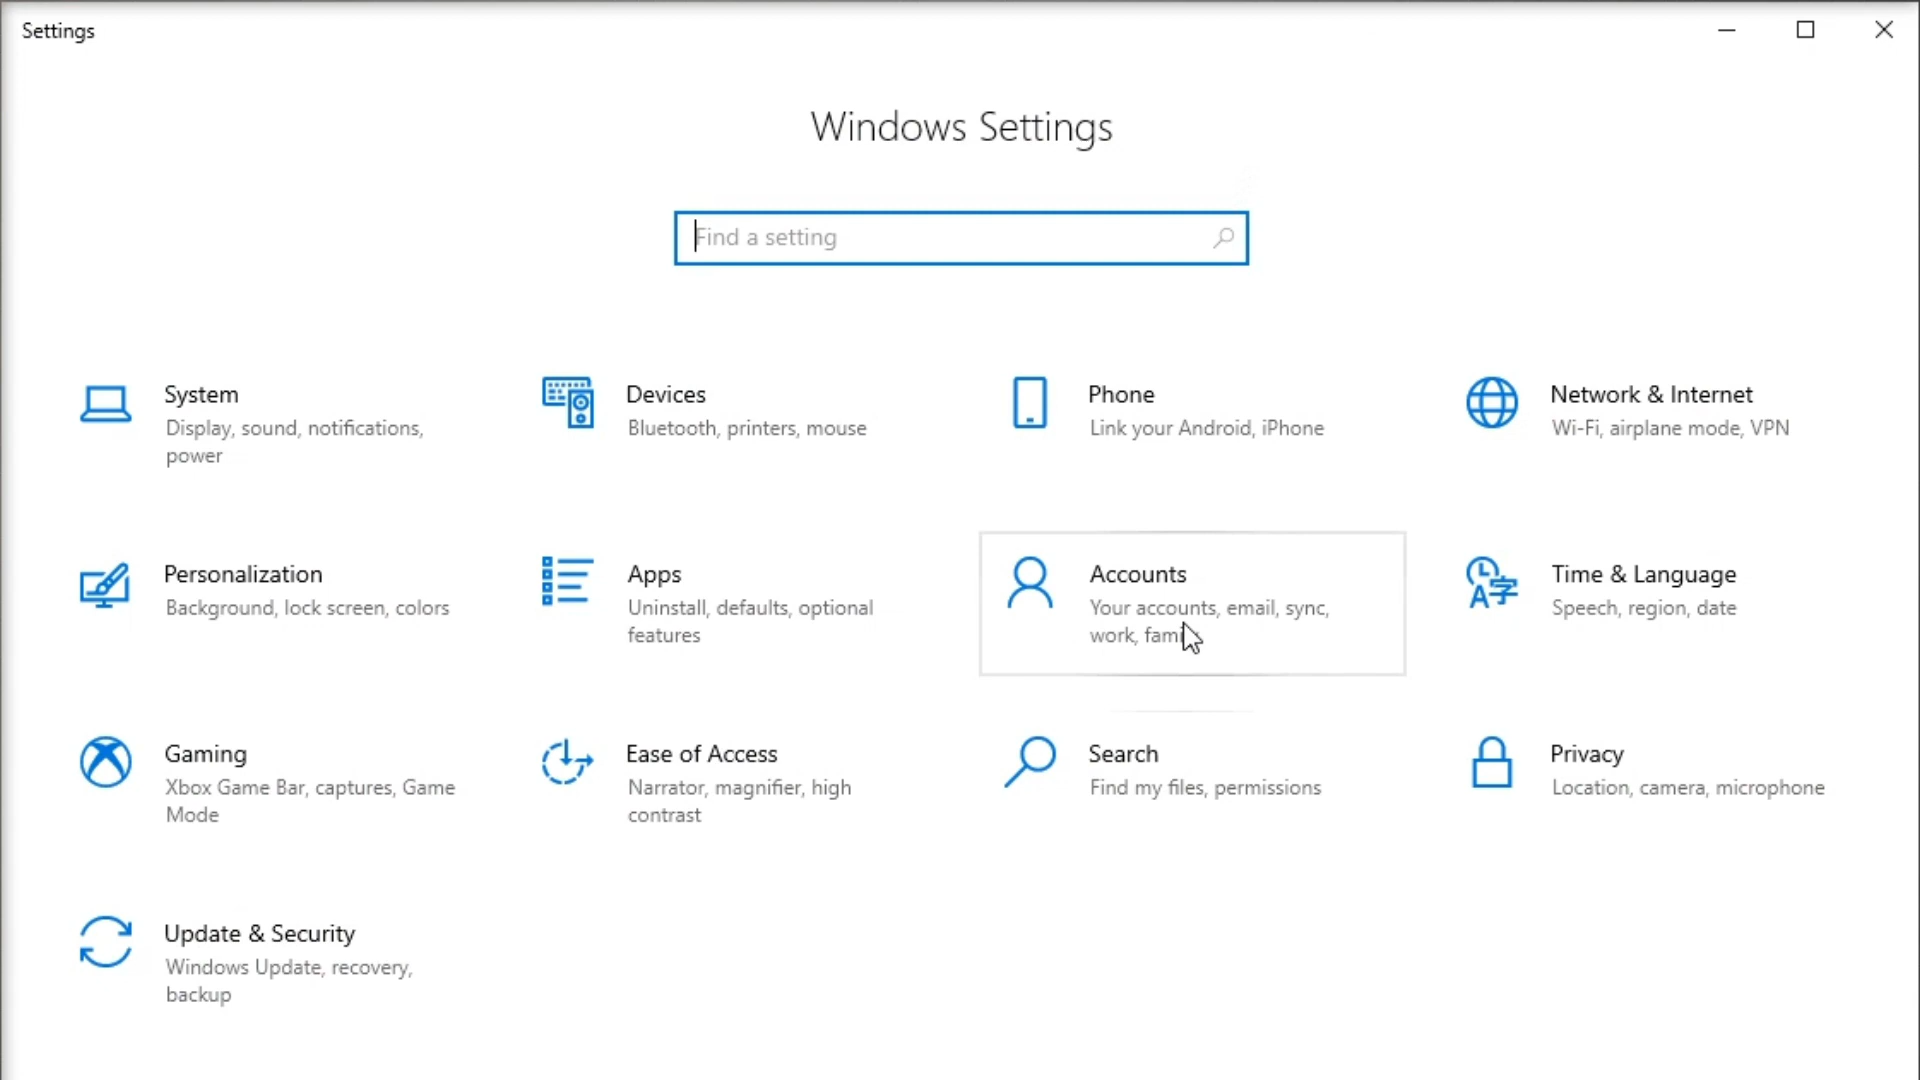 Settings
Windows Settings
Find a setting
System
Display, sound, notifications,
power
Devices
Bluetooth, printers, mouse
Phone
Link your Android, iPhone
Network & Internet
Wi-Fi, airplane mode, VPN
Personalization
Background, lock screen, colors
Apps
Uninstall, defaults, optional
features
Accounts
Your accounts, email, sync,
work,
Time & Language
Speech, region, date
Gaming
Xbox Game Bar, captures, Game
Mode
Ease of Access
Narrator, magnifier, high
contrast
Search
Find my files, permissions
Privacy
Location, camera, microphone
Update & Security
Windows Update, recovery,
backup